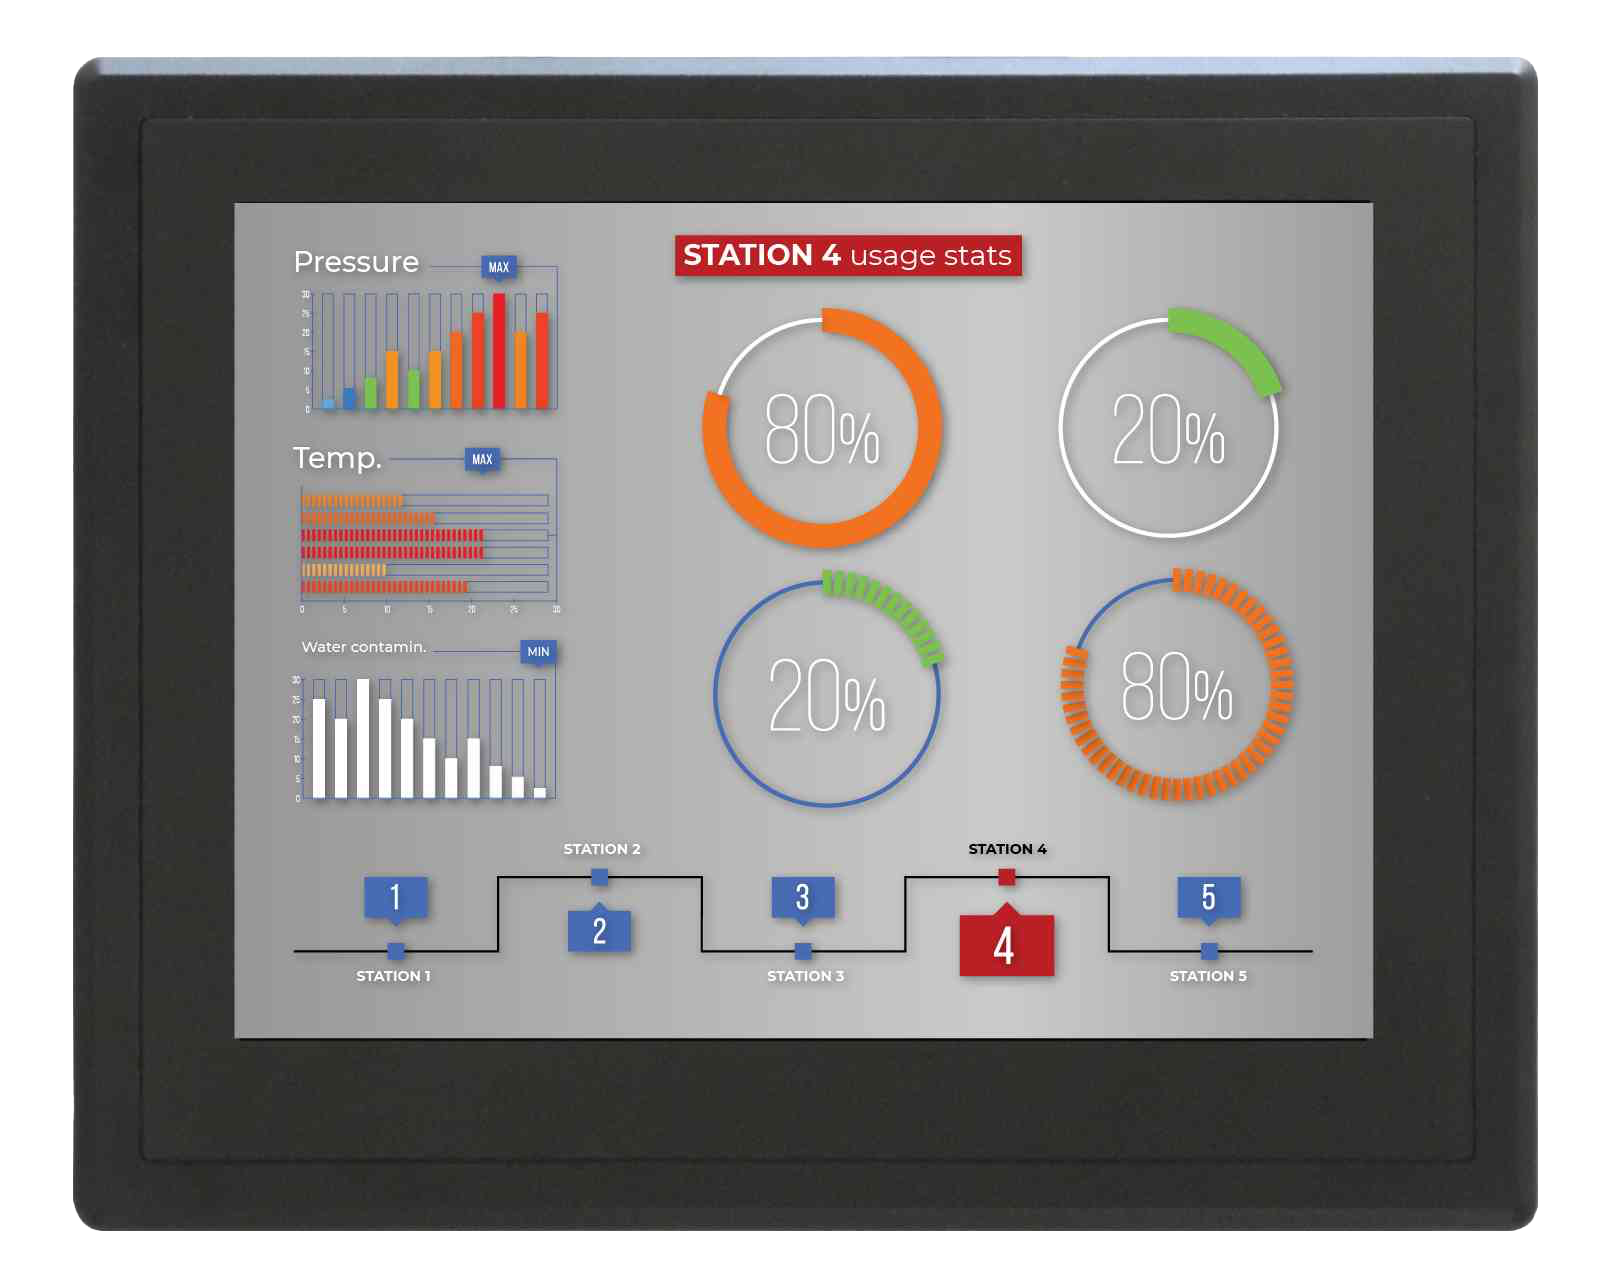 STATION 4 usage stats
Pressure
MAX
30
25
20
15
10
5
0
Temp.
MAX
0 5 10 15 20 25 30
Water contamin.
MIN
30
25
20
15
10
5
0
80%
20%
20%
80%
STATION 2
STATION 4
1
3
5
2
4
STATION 1
STATION 3
STATION 5